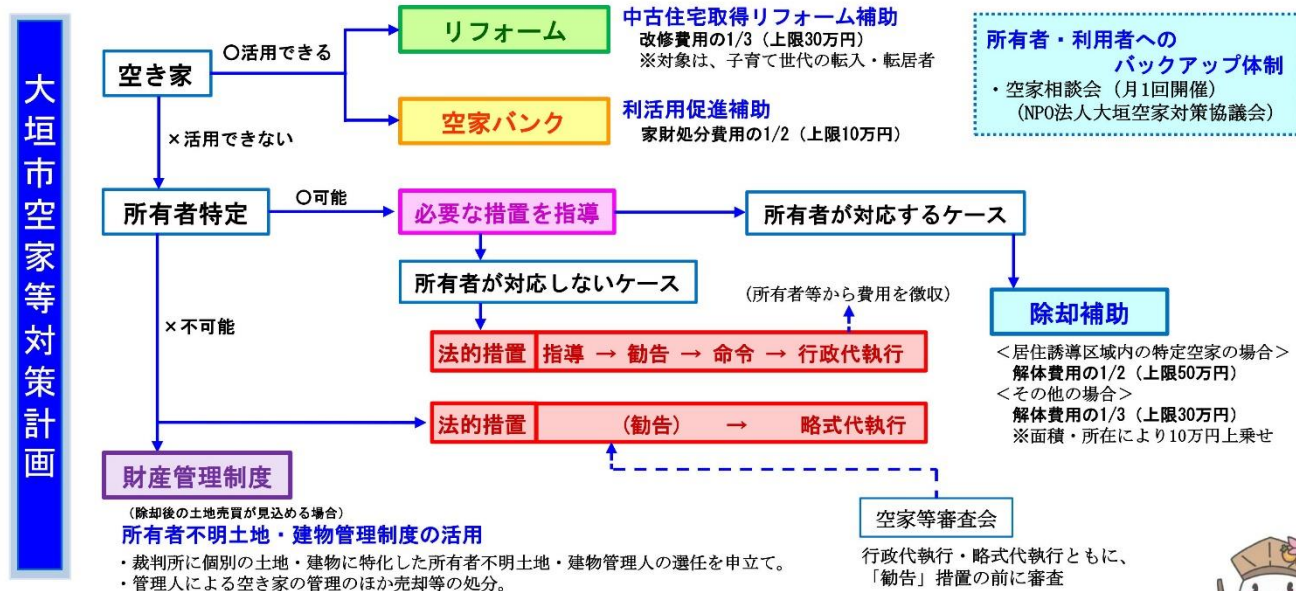 大垣市空家等対策計画
空き家
○活用できる
リフォーム
中古住宅取得リフォーム補助
改修費用の1/3（上限30万円）
※対象は、子育て世代の転入・転居者
空家バンク
利活用促進補助
家財処分費用の1/2（上限10万円）
所有者・利用者への
バックアップ体制
・空家相談会（月1回開催）
（NPO法人大垣空家対策協議会）
×活用できない
所有者特定
○可能
必要な措置を指導
所有者が対応するケース
所有者が対応しないケース
（所有者等から費用を徴収）
×不可能
法的措置 指導 → 勧告 → 命令 → 行政代執行
除却補助
＜居住誘導区域内の特定空家の場合＞
解体費用の1/2（上限50万円）
＜その他の場合＞
解体費用の1/3（上限30万円）
※面積・所在により10万円上乗せ
法的措置 （勧告） → 略式代執行
財産管理制度
（除却後の土地売買が見込める場合）
所有者不明土地・建物管理制度の活用
・裁判所に個別の土地・建物に特化した所有者不明土地・建物管理人の選任を申立て。
・管理人による空き家の管理のほか売却等の処分。
空家等審査会
行政代執行・略式代執行ともに、
「勧告」措置の前に審査